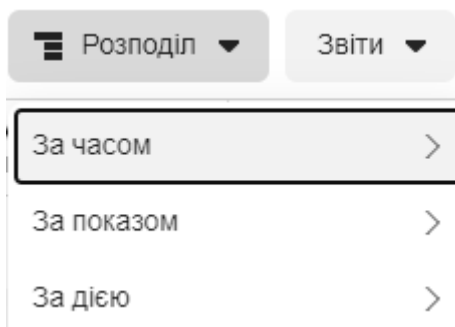 Розподіл Звіти
За часом
За показом
За дією